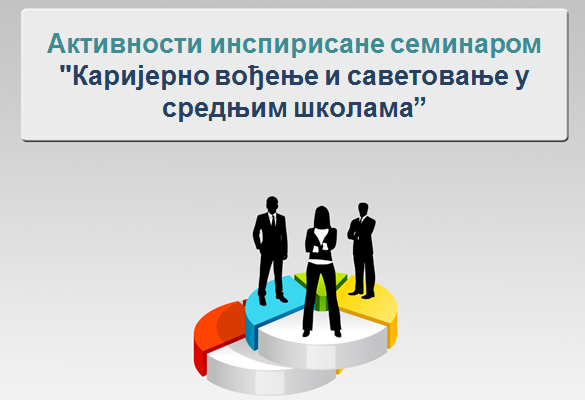 Активности инспирисане семинаром
"Каријерно вођење и саветовање у
средњим школама”